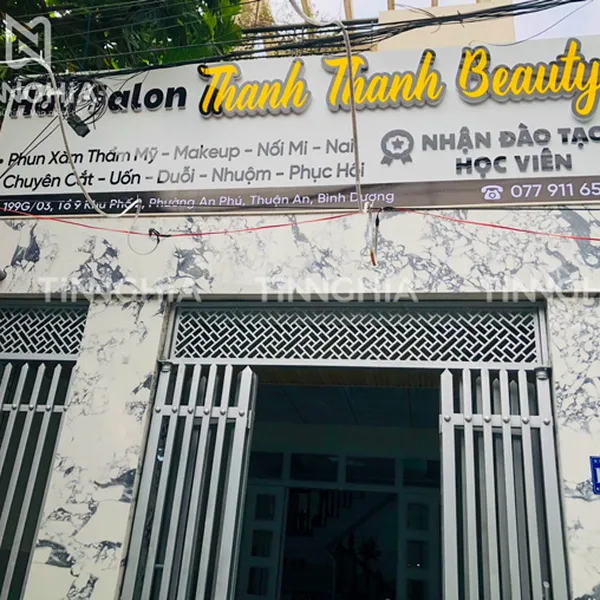 Hair Salon Thanh Thanh Beauty
• Phun Xăm Thẩm Mỹ - Makeup - Nối Mi - Nail
Chuyên Cắt - Uốn - Duỗi - Nhuộm - Phục Hồi
NHẬN ĐÀO TẠO
HỌC VIÊN
077 911 65
199G/03, Tổ 9 Khu Phố Phường An Phú, Thuận An, Bình Dương
TINNGHIA
TINNGHIA TINNGHIA